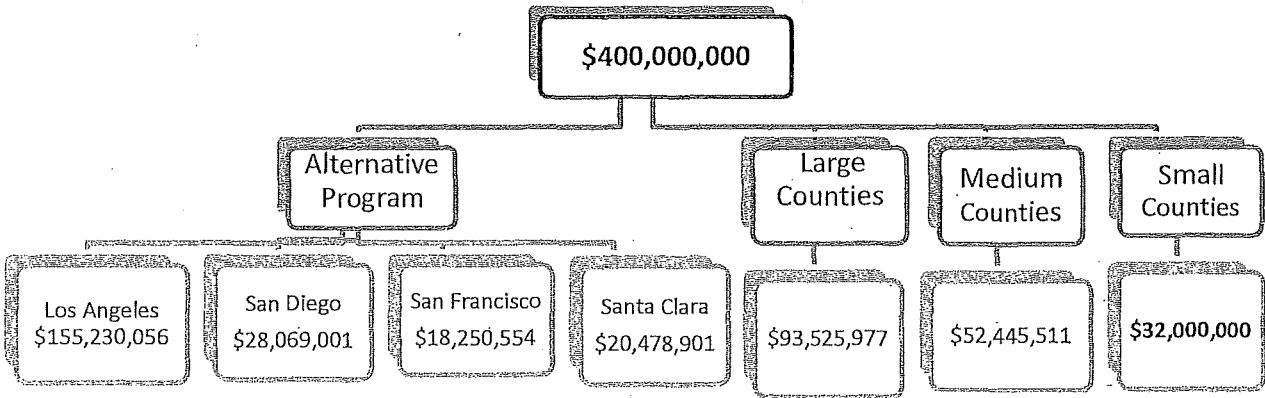 $400,000,000
Alternative
Program
Large
Counties
Medium
Counties
Small
Counties
Los Angeles
$155,230,056
San Diego
$28,069,001
San Francisco
$18,250,554
Santa Clara
$20,478,901
$93,525,977
$52,445,511
$32,000,000